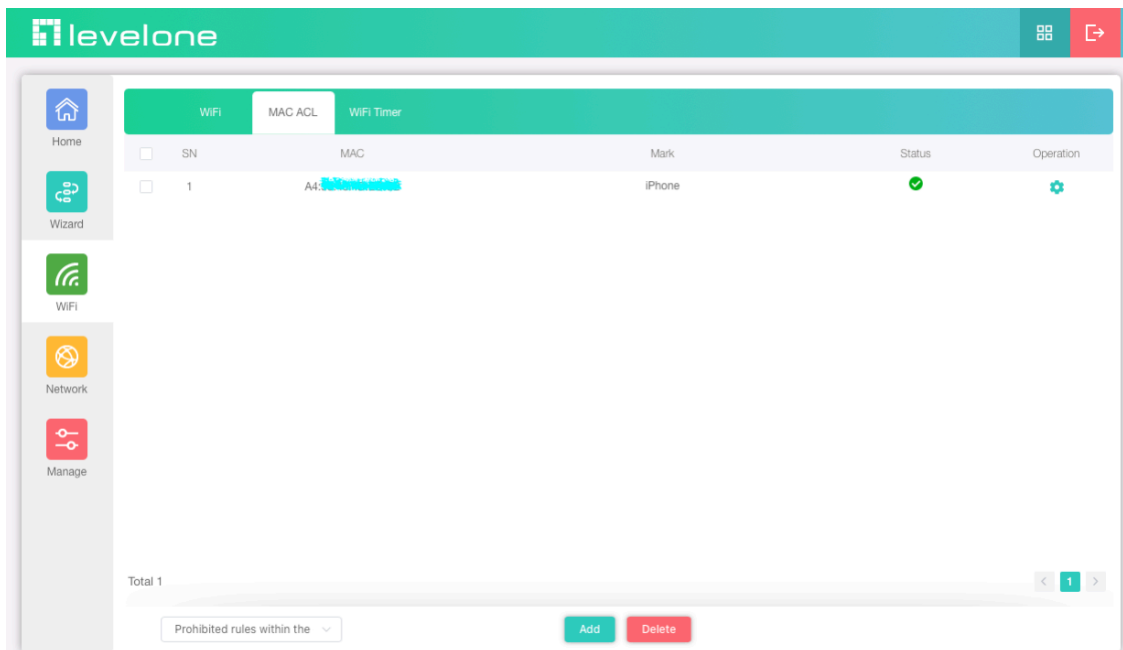 levelone
Home
Wizard
WiFi
Network
Manage
WiFi MAC ACL WiFi Timer
SN MAC Mark Status Operation
1 A4: iPhone
Total 1
< 1 >
Prohibited rules within the Add Delete